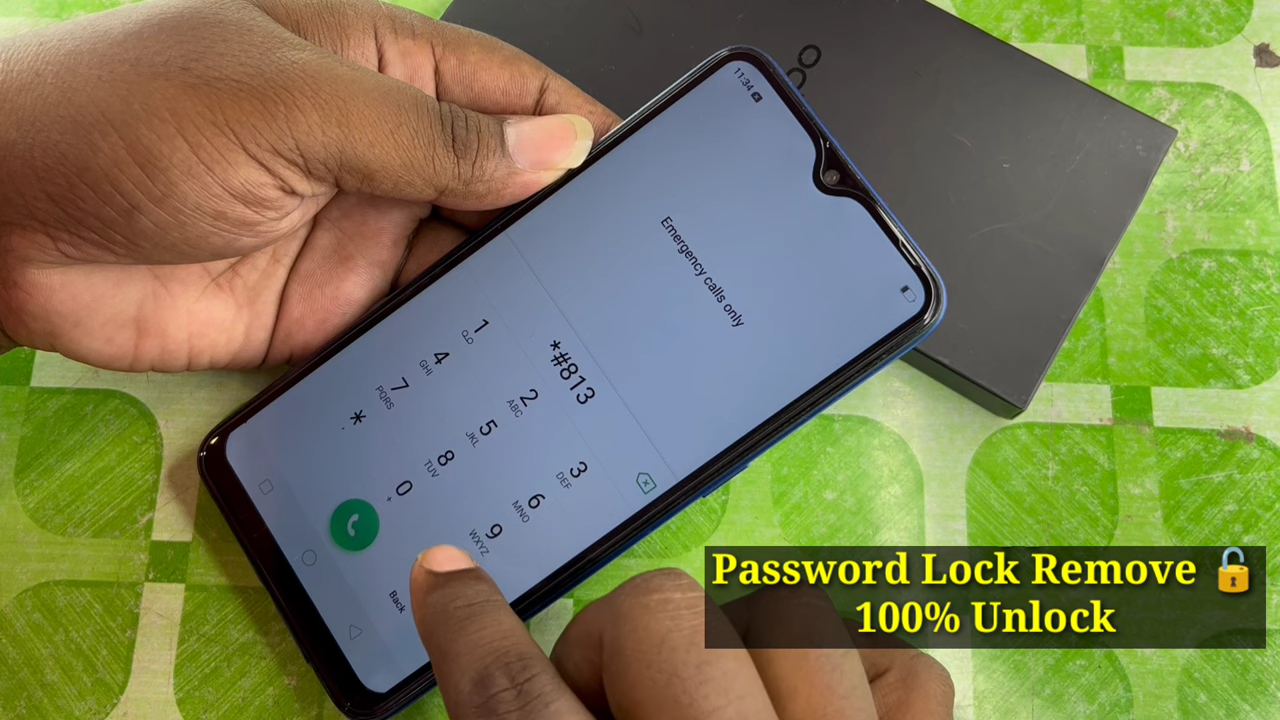 11:34
Emergency calls only
*#813
1
2 ABC
3 DEF
4 GHI
5 JKL
6 MNO
7 PQRS
8 TUV
9 WXYZ
*
0 +
Back
Password Lock Remove 🔓
100% Unlock